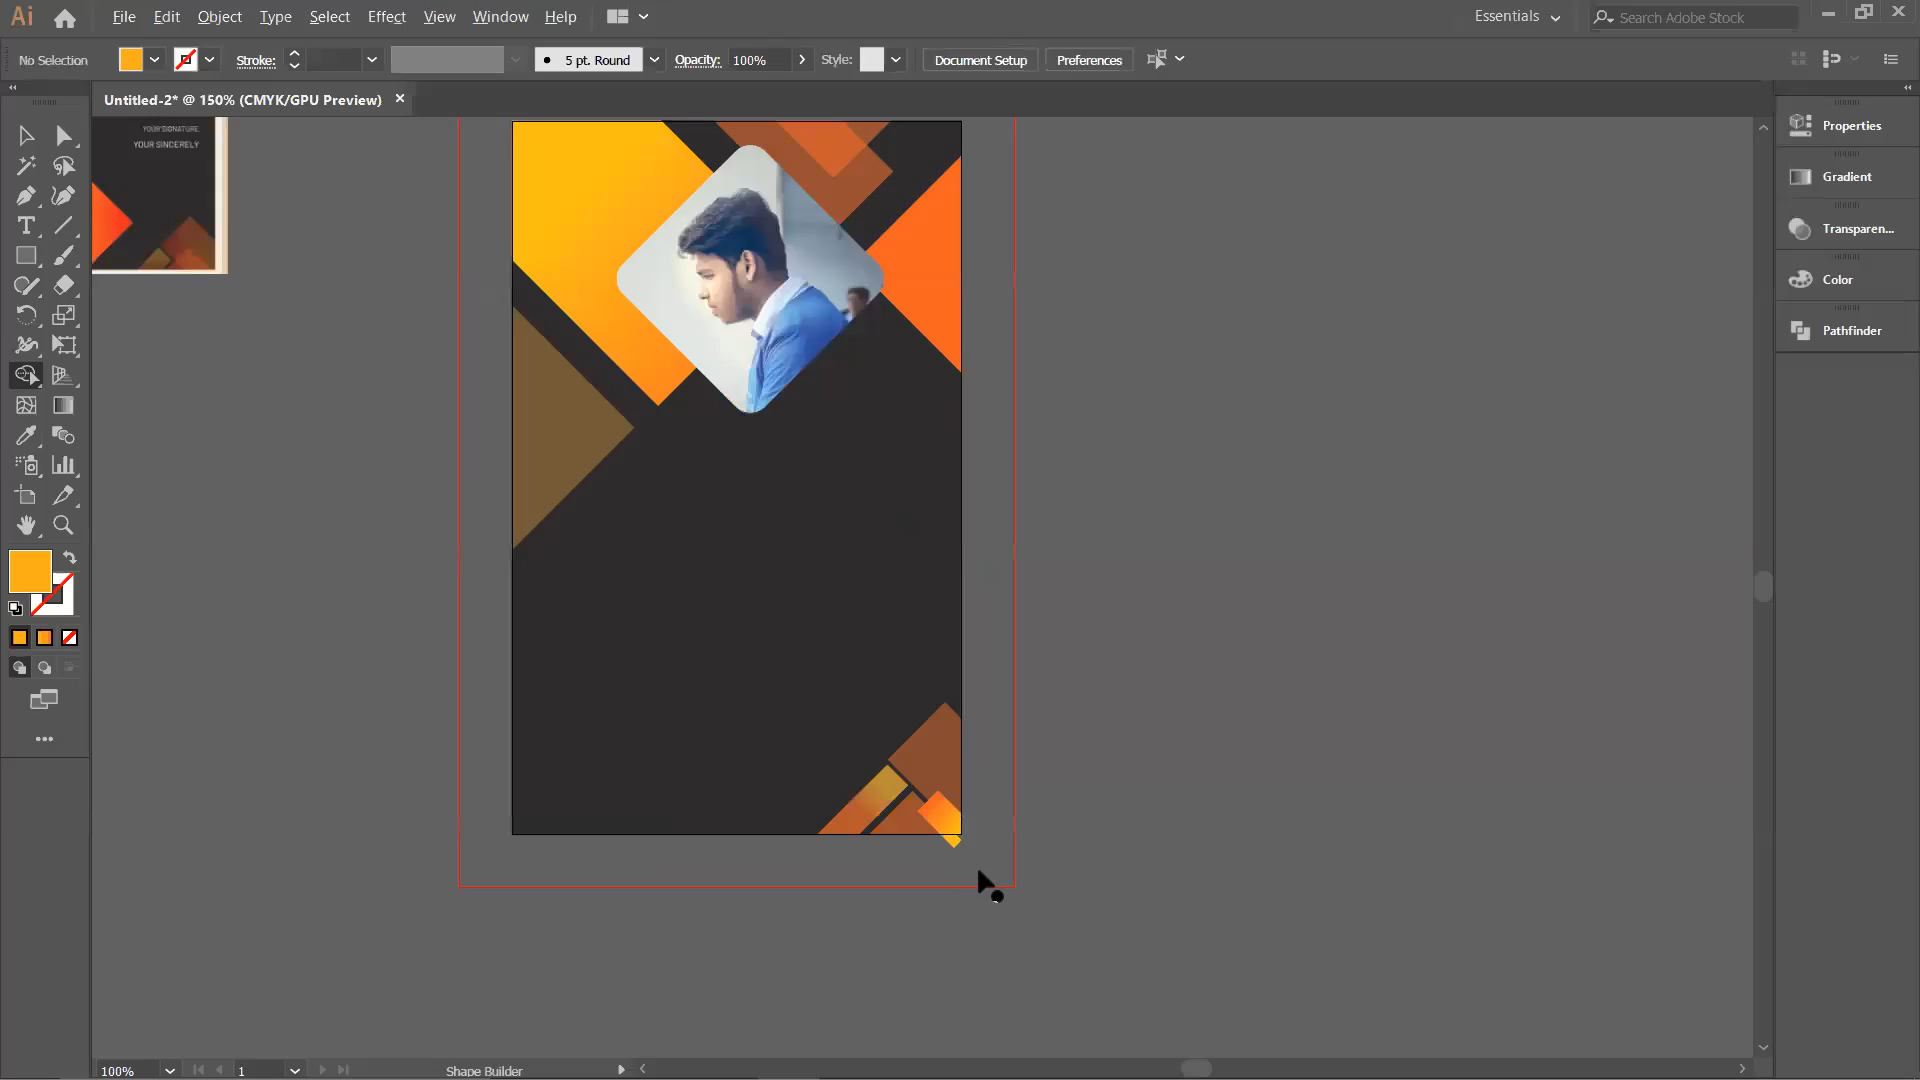 Ai
File Edit Object Type Select Effect View Window Help
Essentials
Search Adobe Stock
No Selection
Stroke:
5 pt. Round
Opacity: 100%
Style:
Document Setup
Preferences
Untitled-2* @ 150% (CMYK/GPU Preview)
YOUR SIGNATURE
YOUR SINCERELY
Properties
Gradient
Transparen...
Color
Pathfinder
100%
1
Shape Builder